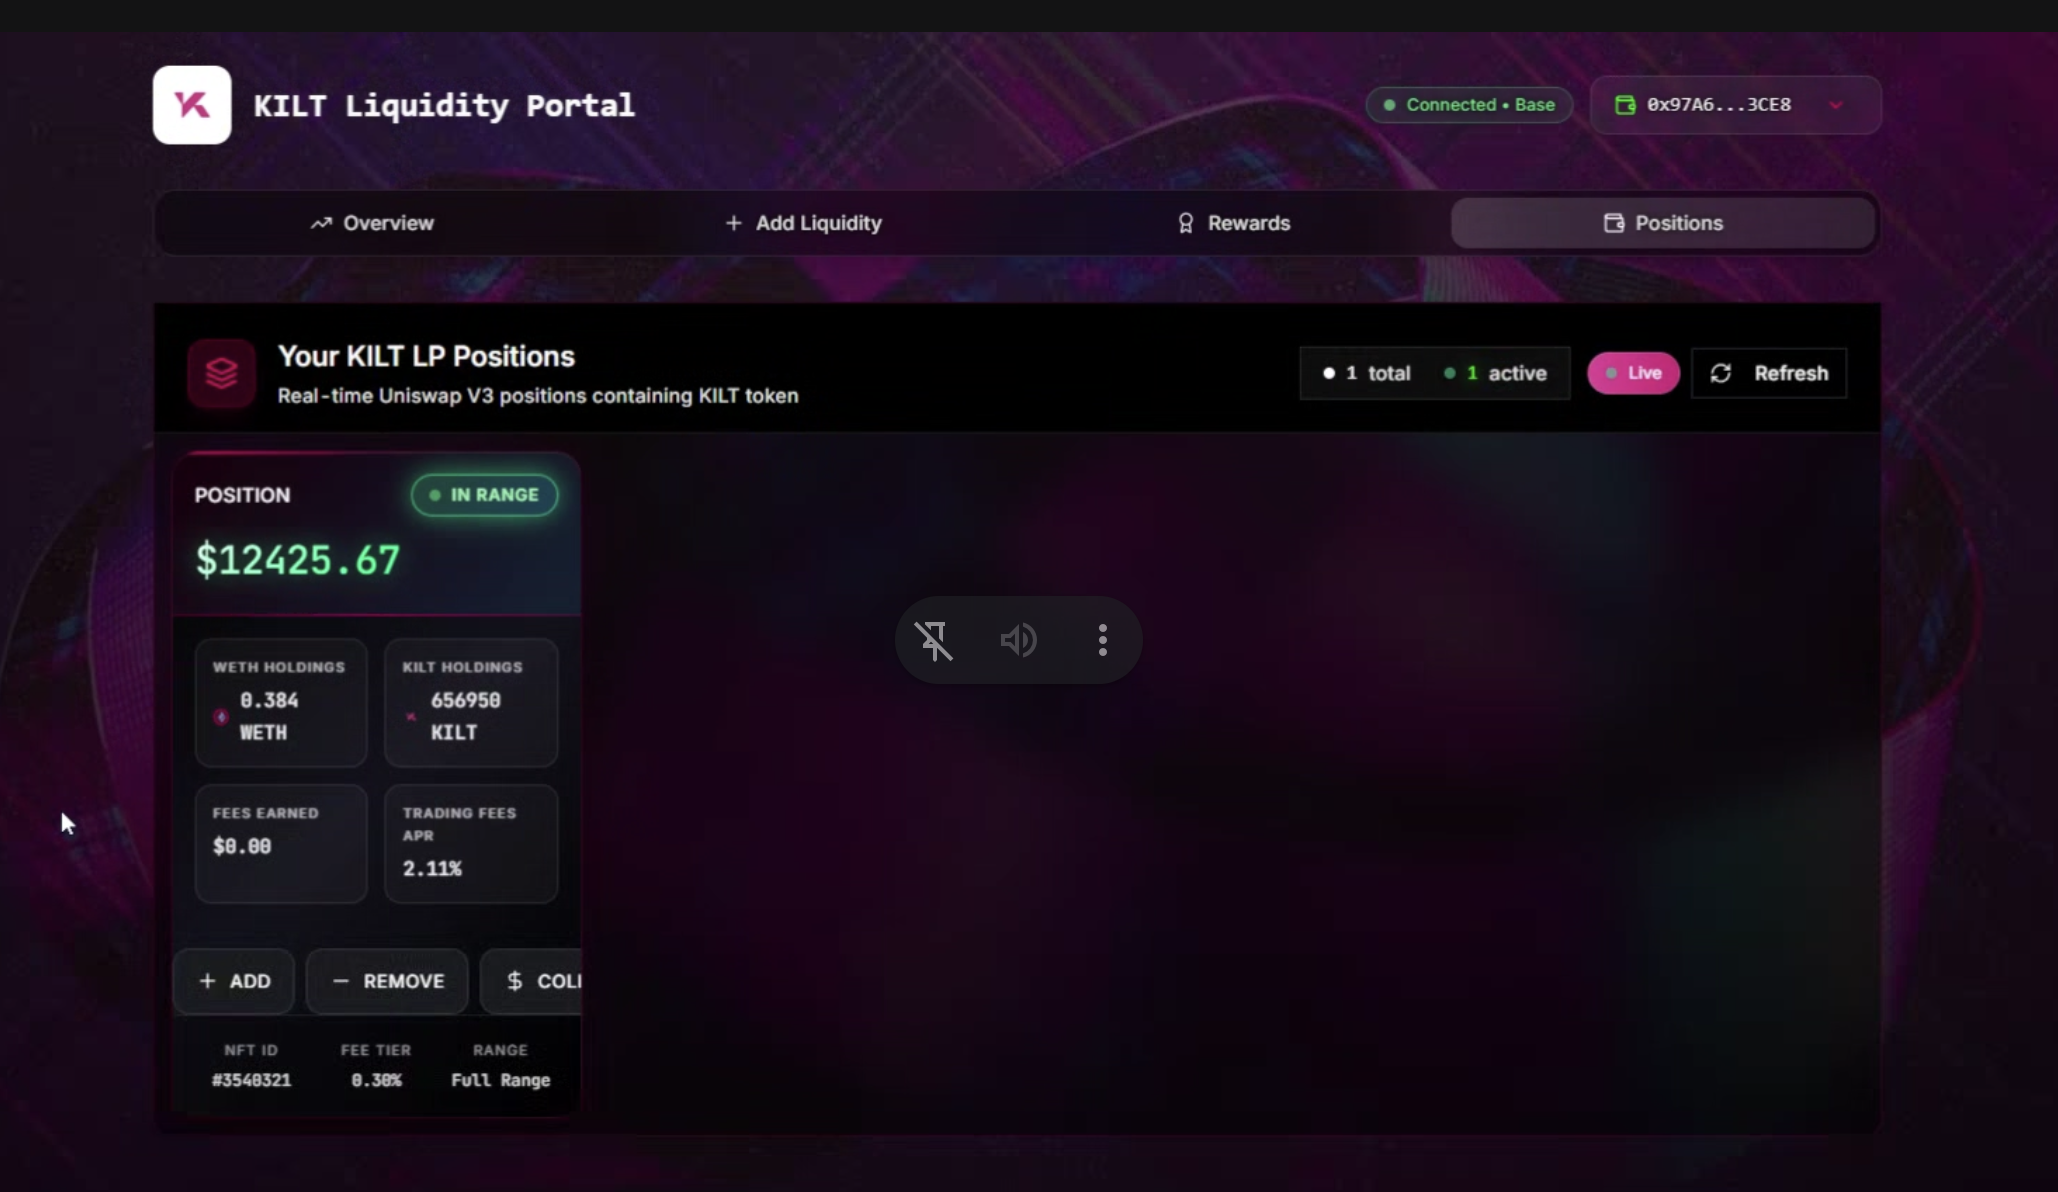 KILT Liquidity Portal
Connected • Base
0x97A6...3CE8
Overview
Add Liquidity
Rewards
Positions
Your KILT LP Positions
Real-time Uniswap V3 positions containing KILT token
1 total 1 active
Live
Refresh
POSITION
IN RANGE
$12425.67
WETH HOLDINGS
0.384
WETH
KILT HOLDINGS
656950
KILT
FEES EARNED
$0.00
TRADING FEES
APR
2.11%
+ ADD
− REMOVE
$ COLL
NFT ID
#3540321
FEE TIER
0.30%
RANGE
Full Range